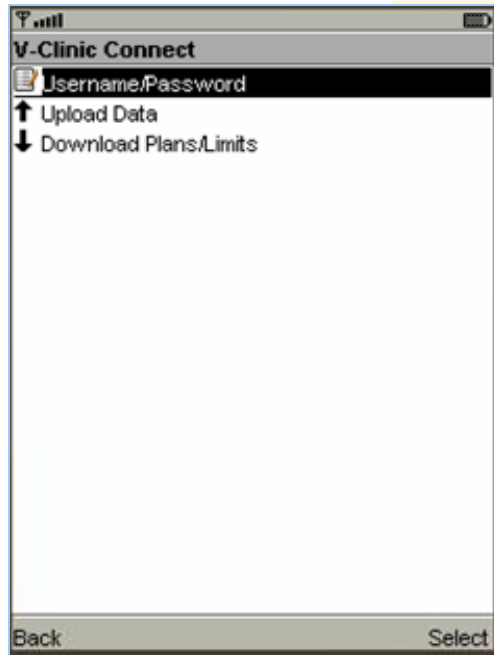 V-Clinic Connect
Username/Password
Upload Data
Download Plans/Limits
Back Select